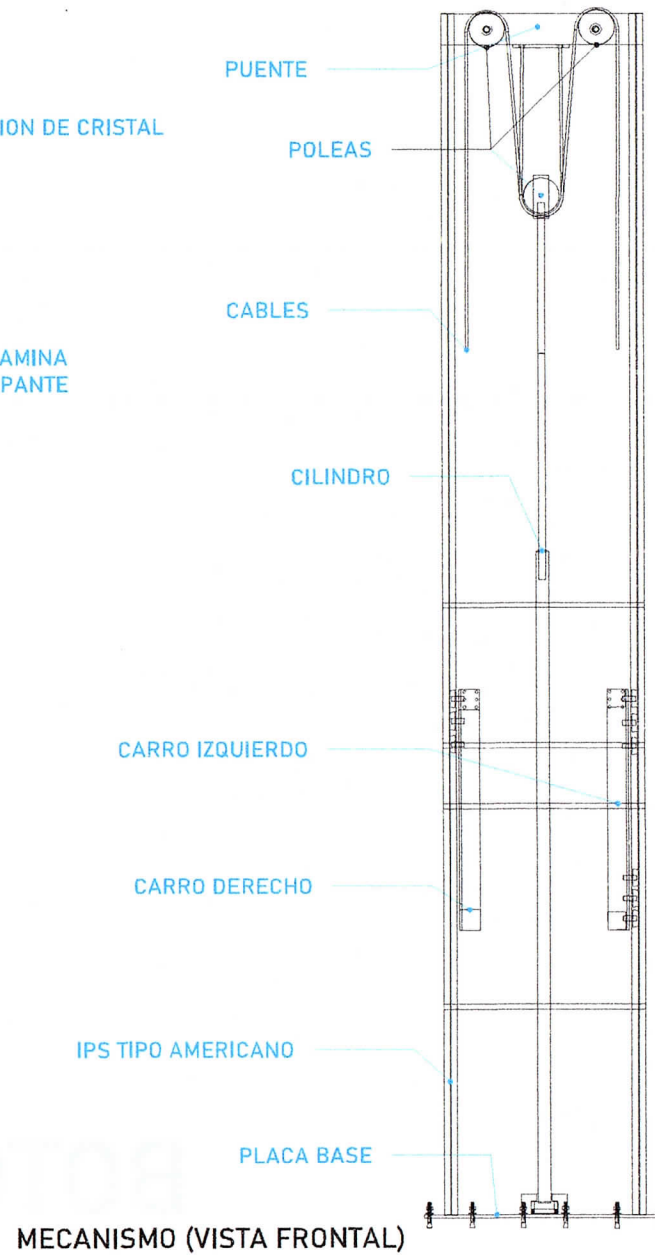 PUENTE
ION DE CRISTAL
POLEAS
CABLES
AMINA
PANTE
CILINDRO
CARRO IZQUIERDO
CARRO DERECHO
IPS TIPO AMERICANO
PLACA BASE
MECANISMO (VISTA FRONTAL)